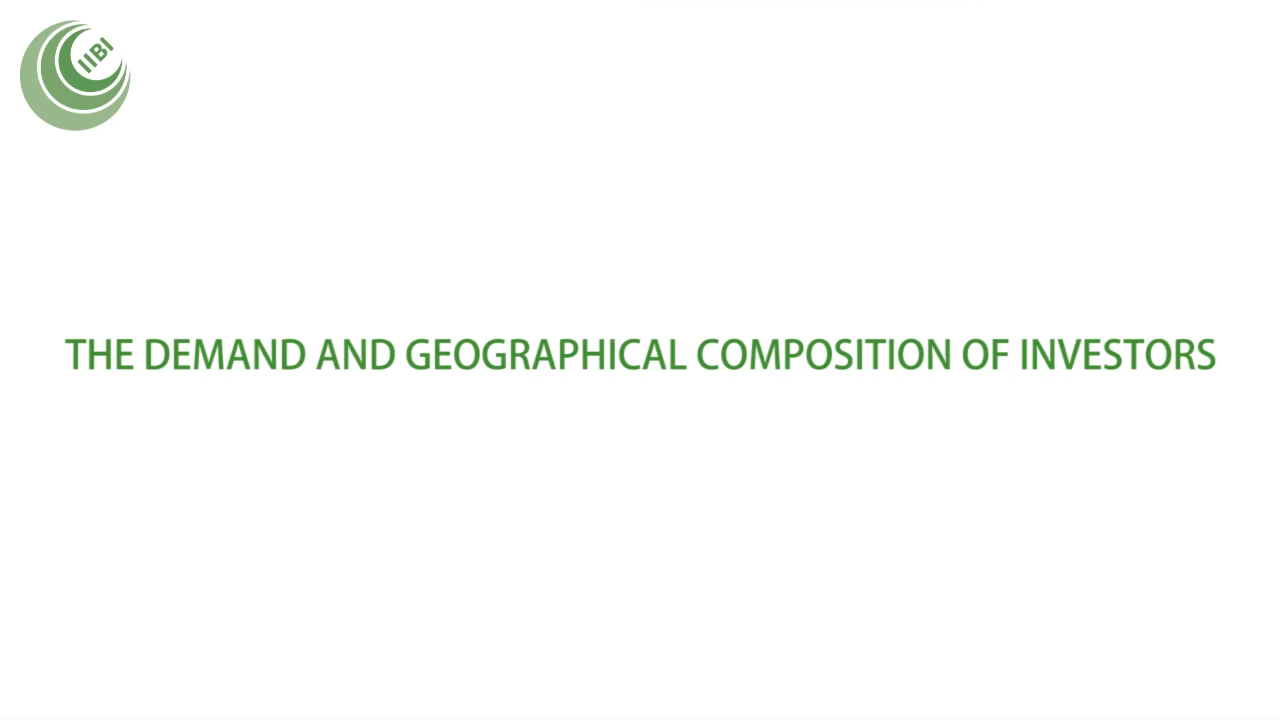 IIBI
THE DEMAND AND GEOGRAPHICAL COMPOSITION OF INVESTORS